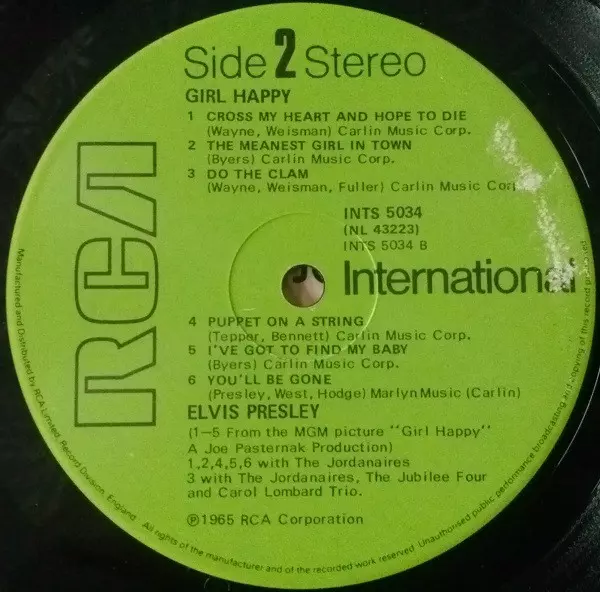 Side 2 Stereo
GIRL HAPPY
1 CROSS MY HEART AND HOPE TO DIE
(Wayne, Weisman) Carlin Music Corp.
2 THE MEANEST GIRL IN TOWN
(Byers) Carlin Music Corp.
3 DO THE CLAM
(Wayne, Weisman, Fuller) Carlin Music
INTS 5034
(NL 43223)
INTS 5034 B
RCA International
4 PUPPET ON A STRING
(Tepper, Bennett) Carlin Music Corp.
5 I'VE GOT TO FIND MY BABY
(Byers) Carlin Music Corp.
6 YOU'LL BE GONE
(Presley, West, Hodge) Marlyn Music (Carlin)
ELVIS PRESLEY
(1–5 From the MGM picture "Girl Happy"
A Joe Pasternak Production)
1,2,4,5,6 with The Jordanaires
3 with The Jordanaires, The Jubilee Four
and Carol Lombard Trio.
Ⓟ1965 RCA Corporation
Manufactured and Distributed by RCA Limited, Record Division, England. All rights of the manufacturer and of the recorded work reserved. Unauthorised public performance broadcasting and copying of this record prohibited.